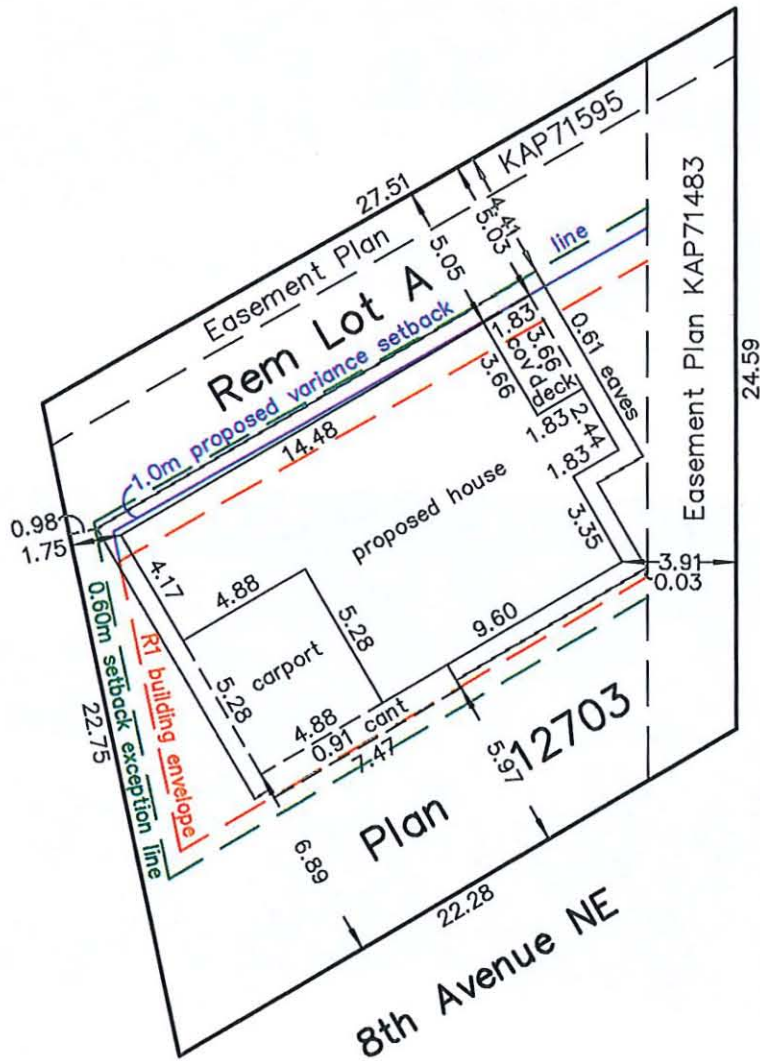 KAP71595
27.51
Easement Plan
4.41
5.03
5.05
line
Rem Lot A
1.0m proposed variance setback
Easement Plan KAP71483
24.59
1.83
3.66
cov'd
deck
3.66
0.61 eaves
1.83
2.44
1.83
14.48
0.98
1.75
proposed house
3.35
4.17
4.88
3.91
0.03
9.60
5.28
carport
5.28
4.88
0.91 cant
7.47
0.60m setback exception line
R1 building envelope
22.75
5.97
Plan 12703
6.89
22.28
8th Avenue NE